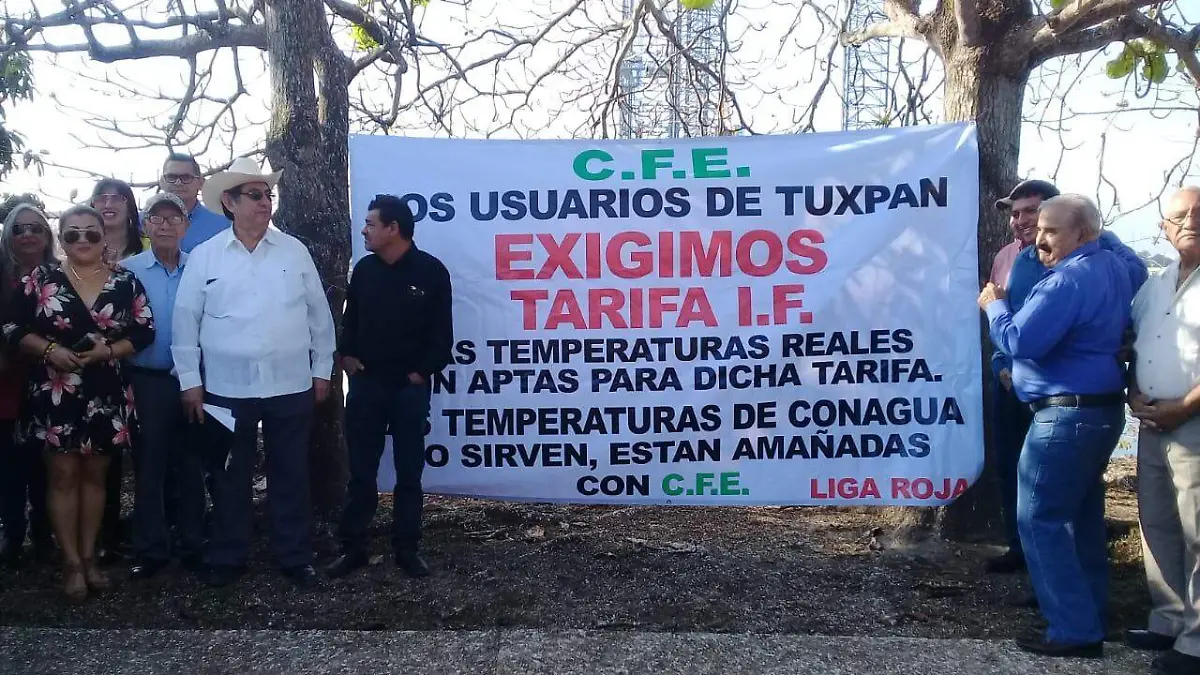 C.F.E.
OS USUARIOS DE TUXPAN
EXIGIMOS
TARIFA I.F.
AS TEMPERATURAS REALES
N APTAS PARA DICHA TARIFA.
S TEMPERATURAS DE CONAGUA
O SIRVEN, ESTAN AMAÑADAS
CON C.F.E. LIGA ROJA